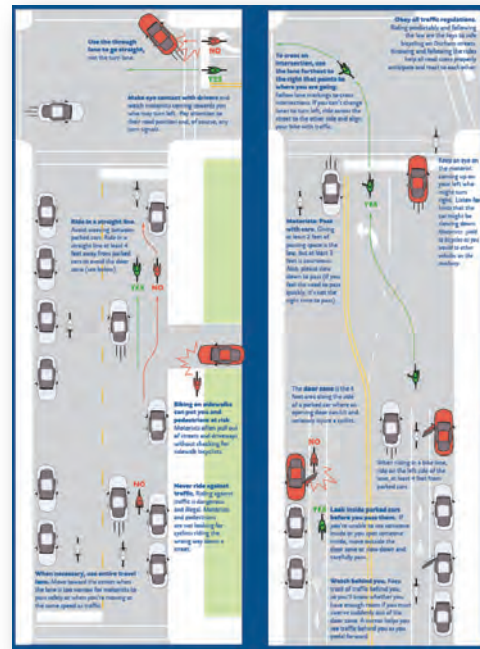 Use the through
lane to go straight,
not the turn lane.
NO
YES
Make eye contact with drivers and
watch motorists coming towards you
who may turn left. Pay attention to
their road position and, of course, any
turn signals.
Ride in a straight line.
Avoid weaving between
parked cars. Ride in a
straight line at least 4
feet away from parked
cars to avoid the door
zone (see below).
YES
NO
Biking on sidewalks
can put you and
pedestrians at risk
Motorists often pull out
of streets and driveways
without checking for
sidewalk bicyclists.
NO
Never ride against
traffic. Riding against
traffic is dangerous
and illegal. Motorists
and pedestrians
are not looking for
cyclists riding the
wrong way down a
street.
When necessary, use entire travel
lane. Move toward the center when
the lane is too narrow for motorists to
pass safely or when you're moving at
the same speed as traffic.
Obey all traffic regulations.
Riding predictably and following
the law are the keys to safe
bicycling on
streets.
Knowing and following the rules
help all road users properly
anticipate and react to each other.
To cross an
intersection, use
the lane furthest to
the right that points to
where you are going:
Follow lane markings to cross
intersections. If you can't change
lanes to turn left, ride across the
street to the other side and align
your bike with traffic.
YES
Keep an eye on
the motorist
coming up on
your left who
might turn
right. Listen for
hints that the
car might be
slowing down.
Motorists: yield
to bicycles as you
would to other
vehicles on the
roadway.
Motorists: Pass
with care. Giving
at least 2 feet of
passing space is the
law, but at least 3
feet is courteous.
Also, please slow
down to pass (if you
feel the need to pass
quickly, it's not the
right time to pass).
The door zone is the 4
feet area along the side
of a parked car where an
opening door can hit and
seriously injure a cyclist.
NO
When riding in a bike lane,
ride on the left side of the
lane, at least 4 feet from
parked cars.
YES
Look inside parked cars
before you pass them. If
you're unable to see someone
inside or you spot someone
inside, move outside the
door zone or slow down and
carefully pass.
Watch behind you. Keep
track of traffic behind you,
so you'll know whether you
have enough room if you must
swerve suddenly out of the
door zone. A mirror helps you
see traffic behind you as you
pedal forward.